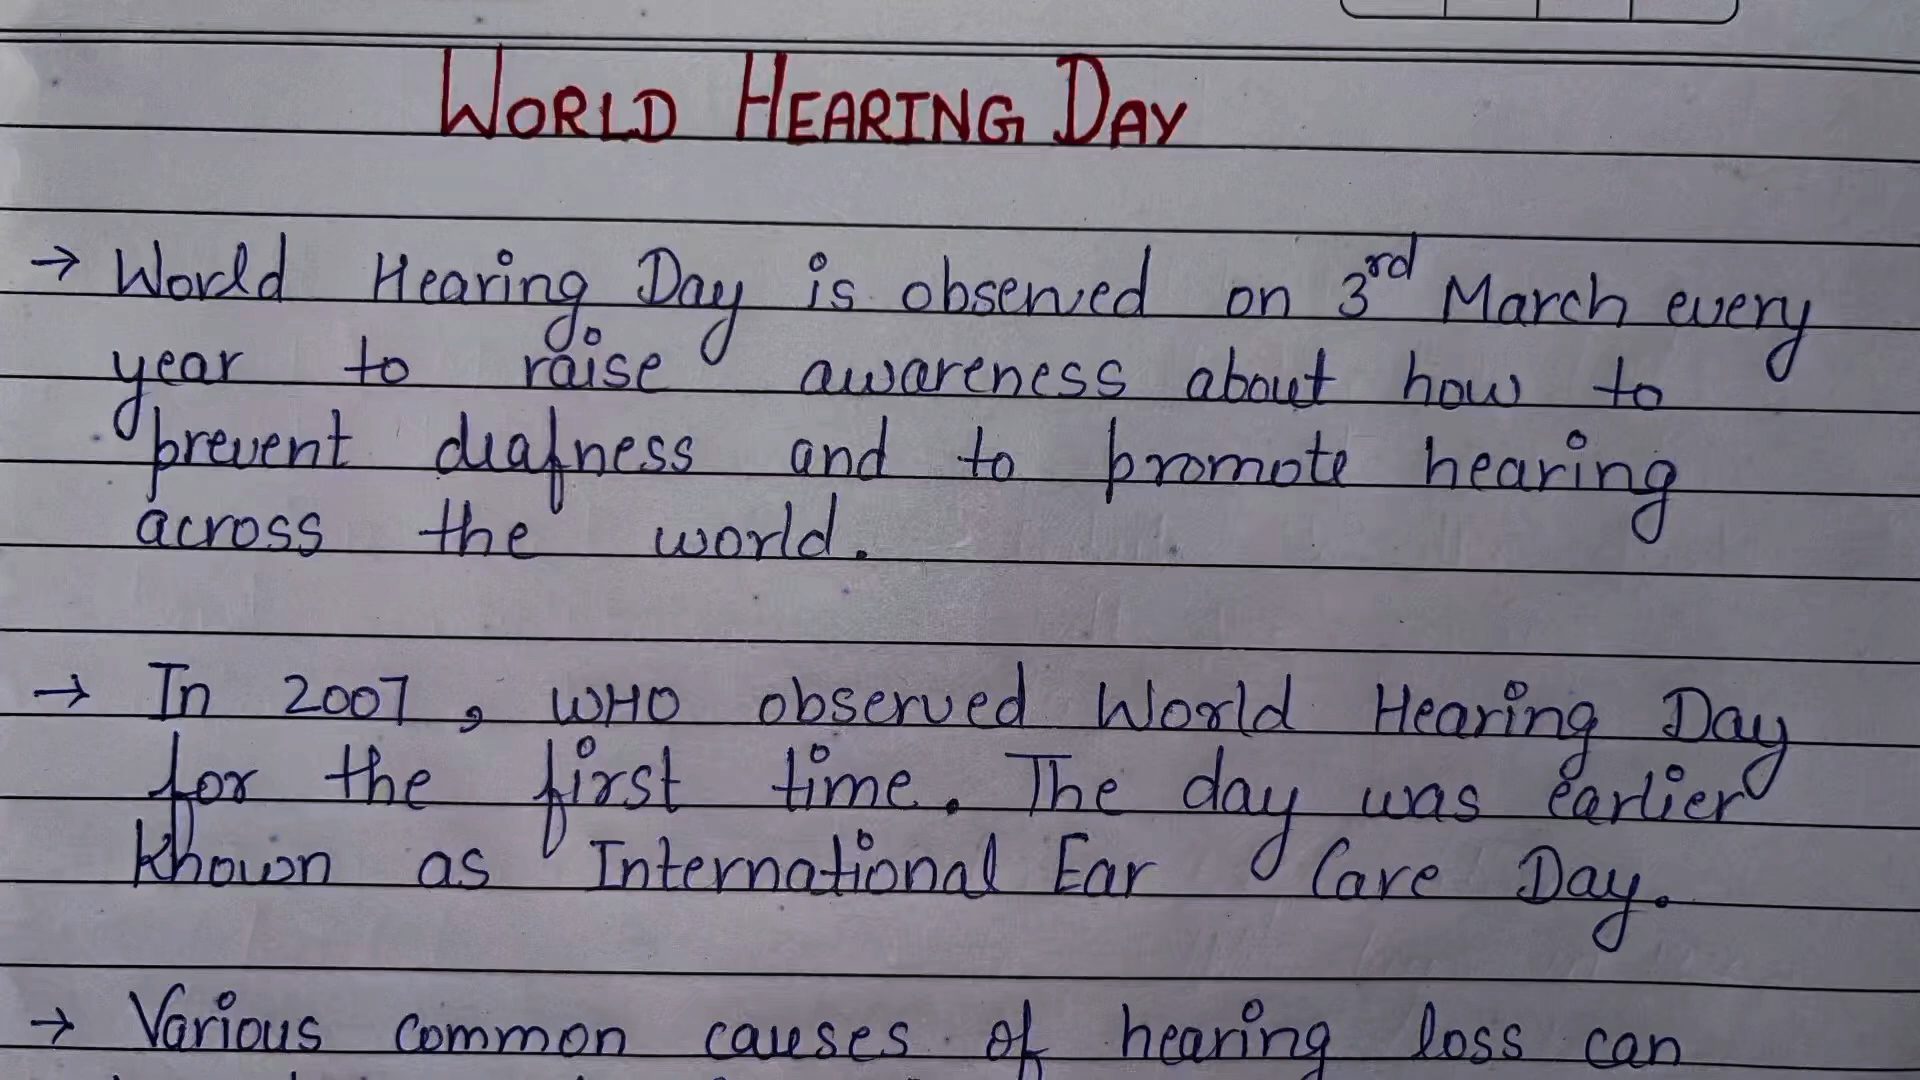 WORLD HEARING DAY
→ World Hearing Day is observed on 3rd March every
year to raise awareness about how to
prevent deafness and to promote hearing
across the world.
→ In 2007, WHO observed World Hearing Day
for the first time. The day was earlier
known as International Ear Care Day.
→ Various common causes of hearing loss can